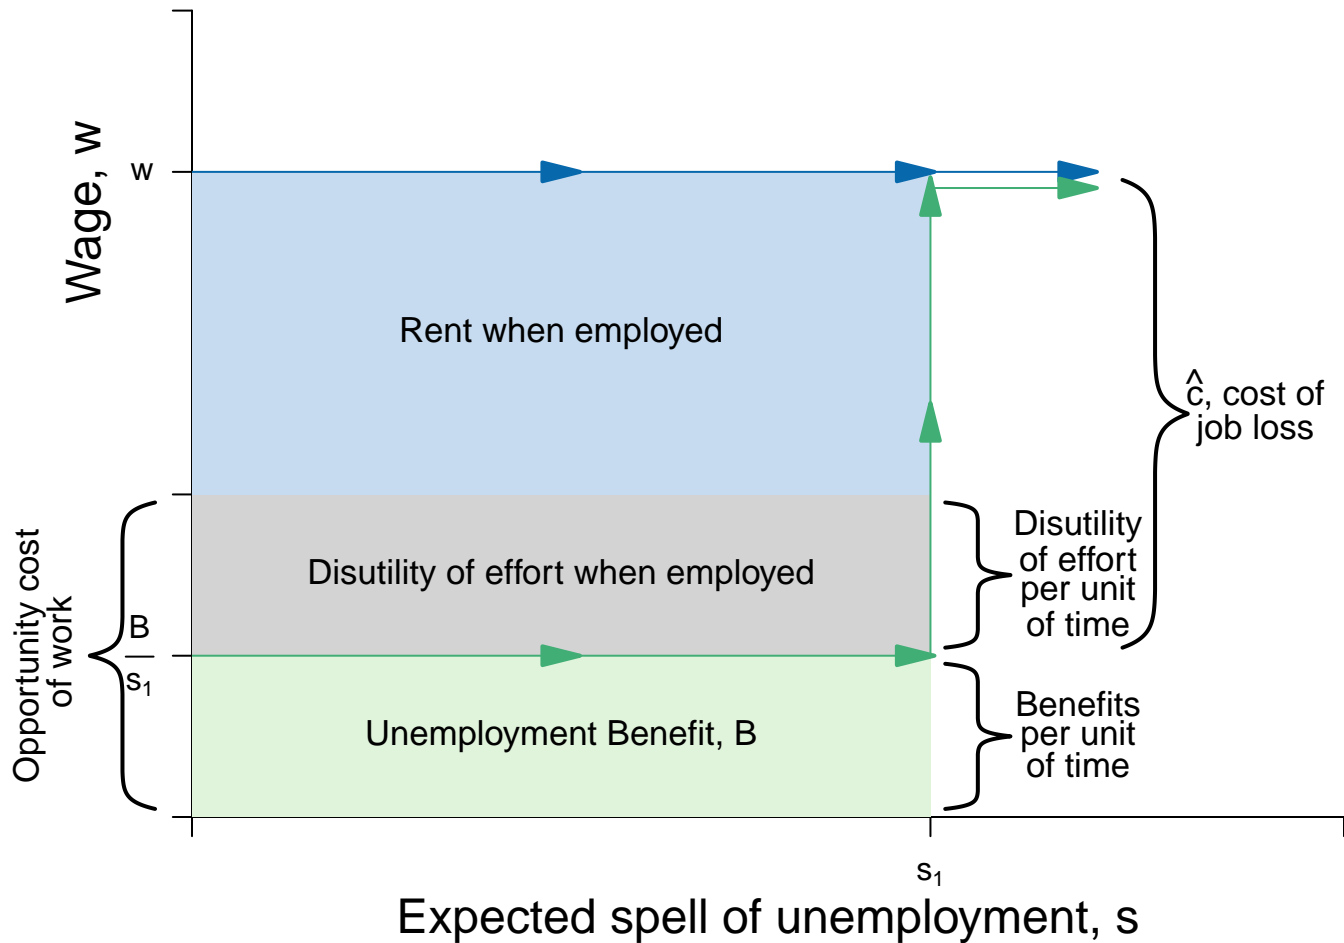 Wage, w
w
Rent when employed
ĉ, cost of
job loss
Opportunity cost
of work
B
s₁
Disutility of effort when employed
Disutility
of effort
per unit
of time
Unemployment Benefit, B
Benefits
per unit
of time
s₁
Expected spell of unemployment, s